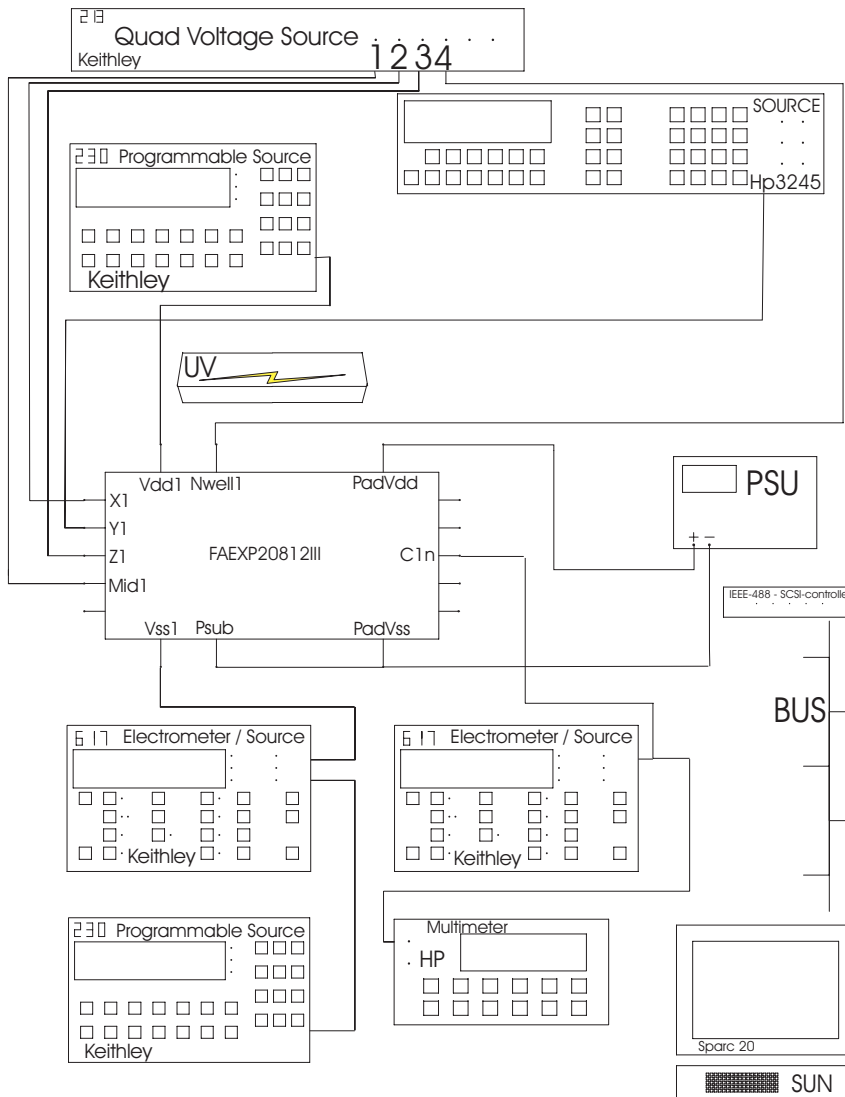 213
Quad Voltage Source
Keithley
1 2 3 4
SOURCE
Hp3245
230 Programmable Source
Keithley
UV
Vdd1 Nwell1 PadVdd
X1
Y1
Z1
Mid1
FAEXP20812III
C1n
Vss1 Psub PadVss
PSU
+ -
IEEE-488 - SCSI-controlle
BUS
617 Electrometer / Source
Keithley
617 Electrometer / Source
Keithley
230 Programmable Source
Keithley
Multimeter
HP
Sparc 20
SUN